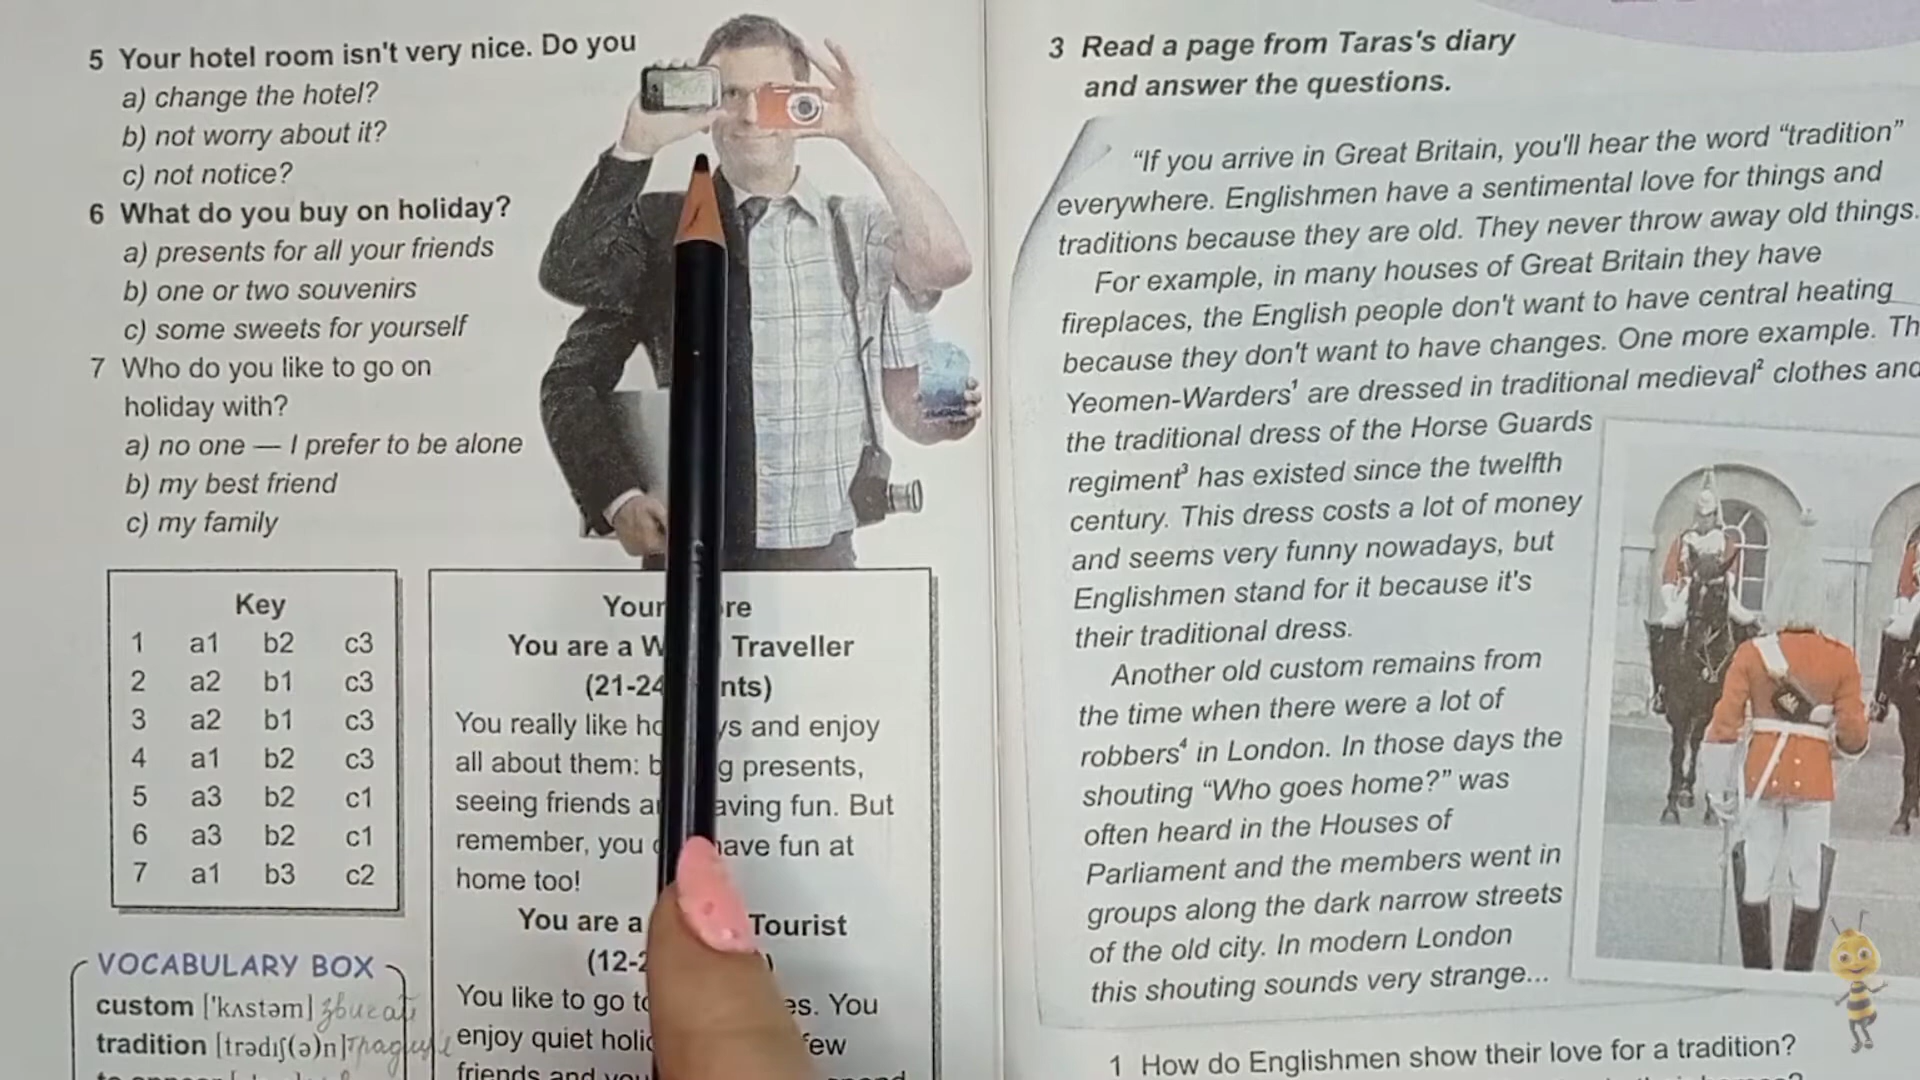 5 Your hotel room isn't very nice. Do you
a) change the hotel?
b) not worry about it?
c) not notice?
6 What do you buy on holiday?
a) presents for all your friends
b) one or two souvenirs
c) some sweets for yourself
7 Who do you like to go on
holiday with?
a) no one — I prefer to be alone
b) my best friend
c) my family
Key
1 a1 b2 c3
2 a2 b1 c3
3 a2 b1 c3
4 a1 b2 c3
5 a3 b2 c1
6 a3 b2 c1
7 a1 b3 c2
VOCABULARY BOX
custom ['kʌstəm] звичай
tradition [trədɪʃ(ə)n]
Your
You are a Traveller
(21-24
You really like and enjoy
all about them: presents,
seeing friends fun. But
remember, you have fun at
home too!
You are a Tourist
(12-
You like to go You
enjoy quiet few
friends and
3 Read a page from Taras's diary
and answer the questions.
“If you arrive in Great Britain, you'll hear the word “tradition”
everywhere. Englishmen have a sentimental love for things and
traditions because they are old. They never throw away old things.
For example, in many houses of Great Britain they have
fireplaces, the English people don't want to have central heating
because they don't want to have changes. One more example. Th
Yeomen-Warders¹ are dressed in traditional medieval² clothes and
the traditional dress of the Horse Guards
regiment³ has existed since the twelfth
century. This dress costs a lot of money
and seems very funny nowadays, but
Englishmen stand for it because it's
their traditional dress.
Another old custom remains from
the time when there were a lot of
robbers⁴ in London. In those days the
shouting “Who goes home?” was
often heard in the Houses of
Parliament and the members went in
groups along the dark narrow streets
of the old city. In modern London
this shouting sounds very strange...
1 How do Englishmen show their love for a tradition?